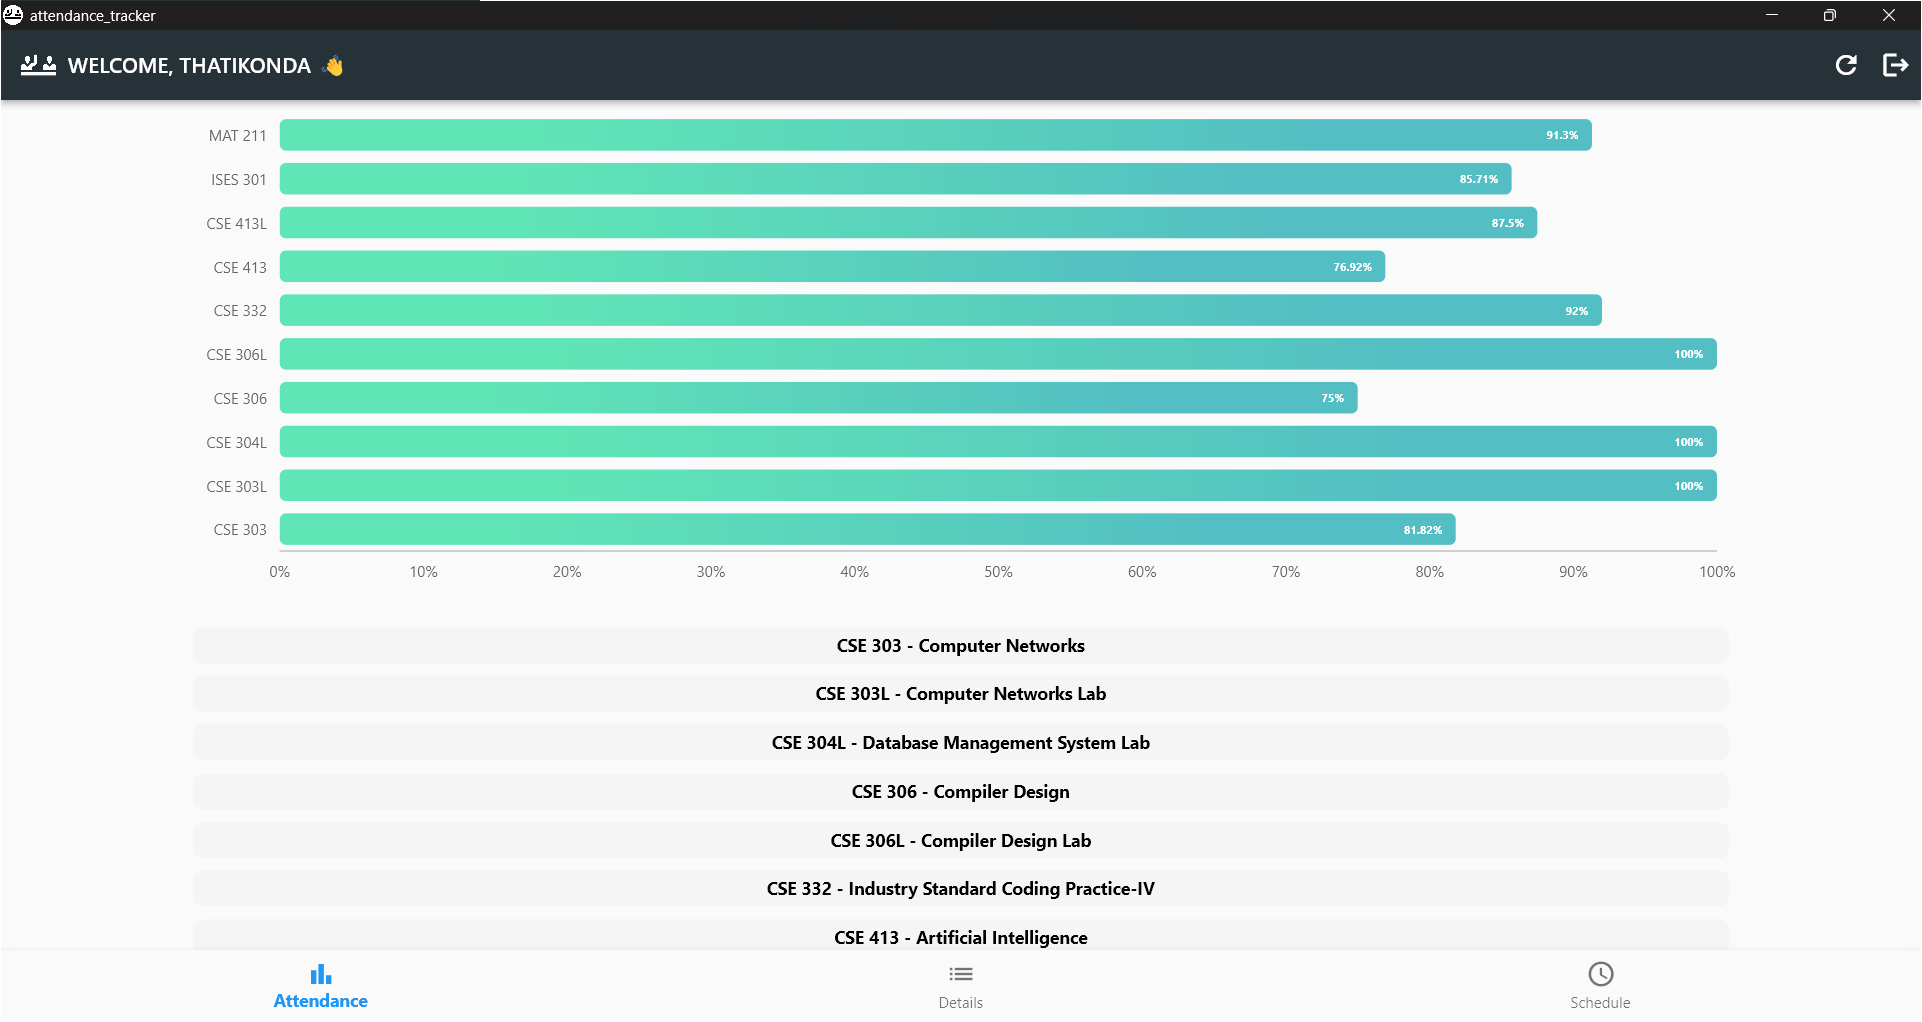 attendance_tracker
WELCOME, THATIKONDA 👋
MAT 211 91.3%
ISES 301 85.71%
CSE 413L 87.5%
CSE 413 76.92%
CSE 332 92%
CSE 306L 100%
CSE 306 75%
CSE 304L 100%
CSE 303L 100%
CSE 303 81.82%
0% 10% 20% 30% 40% 50% 60% 70% 80% 90% 100%
CSE 303 - Computer Networks
CSE 303L - Computer Networks Lab
CSE 304L - Database Management System Lab
CSE 306 - Compiler Design
CSE 306L - Compiler Design Lab
CSE 332 - Industry Standard Coding Practice-IV
CSE 413 - Artificial Intelligence
Attendance Details Schedule